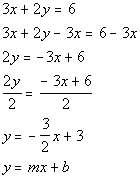 3x + 2y = 6
3x + 2y − 3x = 6 − 3x
2y = −3x + 6
2y/2 = (− 3x + 6)/2
y = −3/2 x + 3
y = mx + b